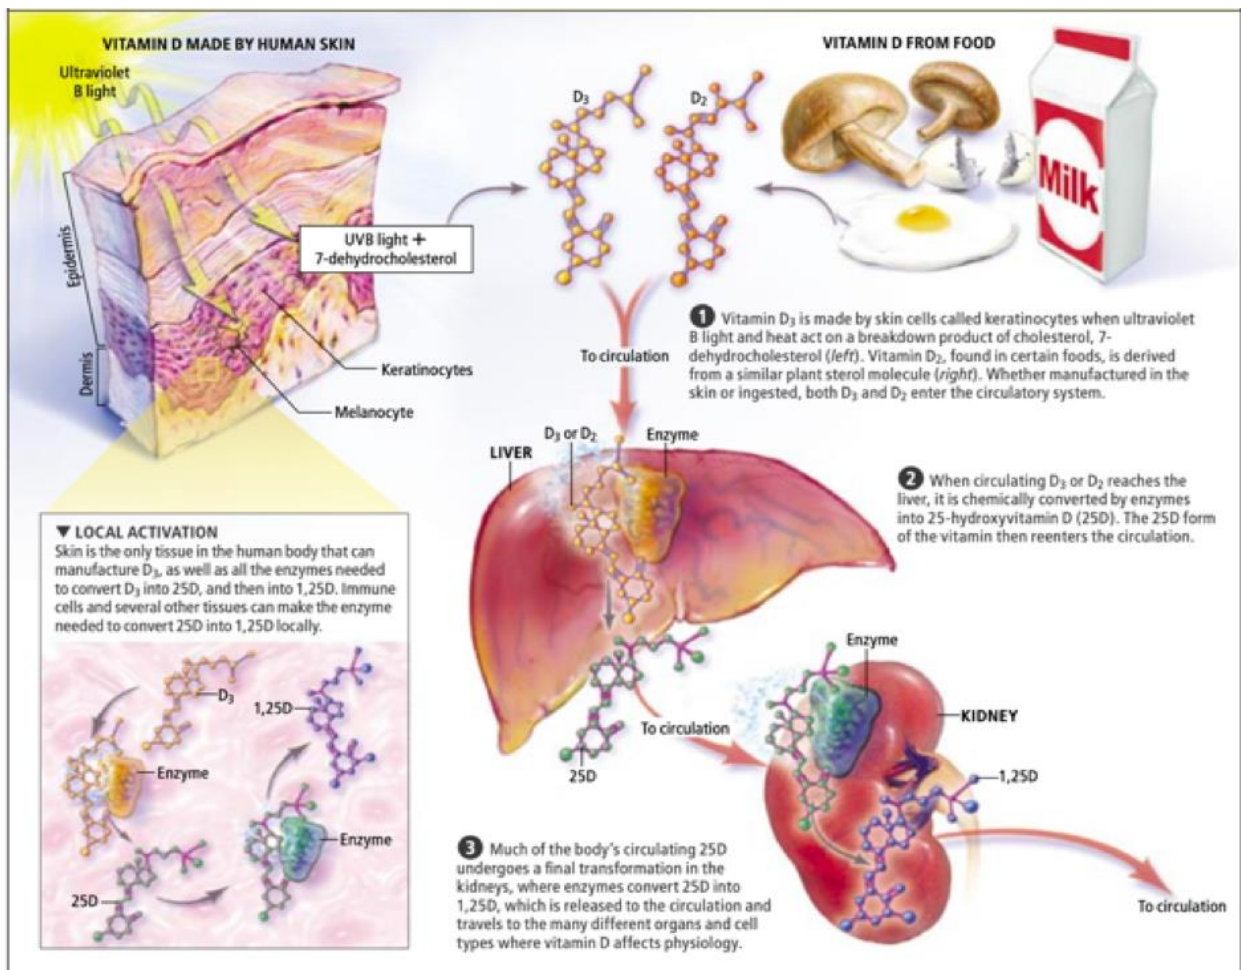 VITAMIN D MADE BY HUMAN SKIN
Ultraviolet
B light
Epidermis
Dermis
UVB light +
7-dehydrocholesterol
Keratinocytes
Melanocyte
D3
D2
VITAMIN D FROM FOOD
Milk
To circulation
1 Vitamin D3 is made by skin cells called keratinocytes when ultraviolet
B light and heat act on a breakdown product of cholesterol, 7-
dehydrocholesterol (left). Vitamin D2, found in certain foods, is derived
from a similar plant sterol molecule (right). Whether manufactured in the
skin or ingested, both D3 and D2 enter the circulatory system.
LIVER
D3 or D2
Enzyme
2 When circulating D3 or D2 reaches the
liver, it is chemically converted by enzymes
into 25-hydroxyvitamin D (25D). The 25D form
of the vitamin then reenters the circulation.
25D
To circulation
Enzyme
KIDNEY
1,25D
To circulation
3 Much of the body's circulating 25D
undergoes a final transformation in the
kidneys, where enzymes convert 25D into
1,25D, which is released to the circulation and
travels to the many different organs and cell
types where vitamin D affects physiology.
▼ LOCAL ACTIVATION
Skin is the only tissue in the human body that can
manufacture D3, as well as all the enzymes needed
to convert D3 into 25D, and then into 1,25D. Immune
cells and several other tissues can make the enzyme
needed to convert 25D into 1,25D locally.
D3
1,25D
Enzyme
Enzyme
25D